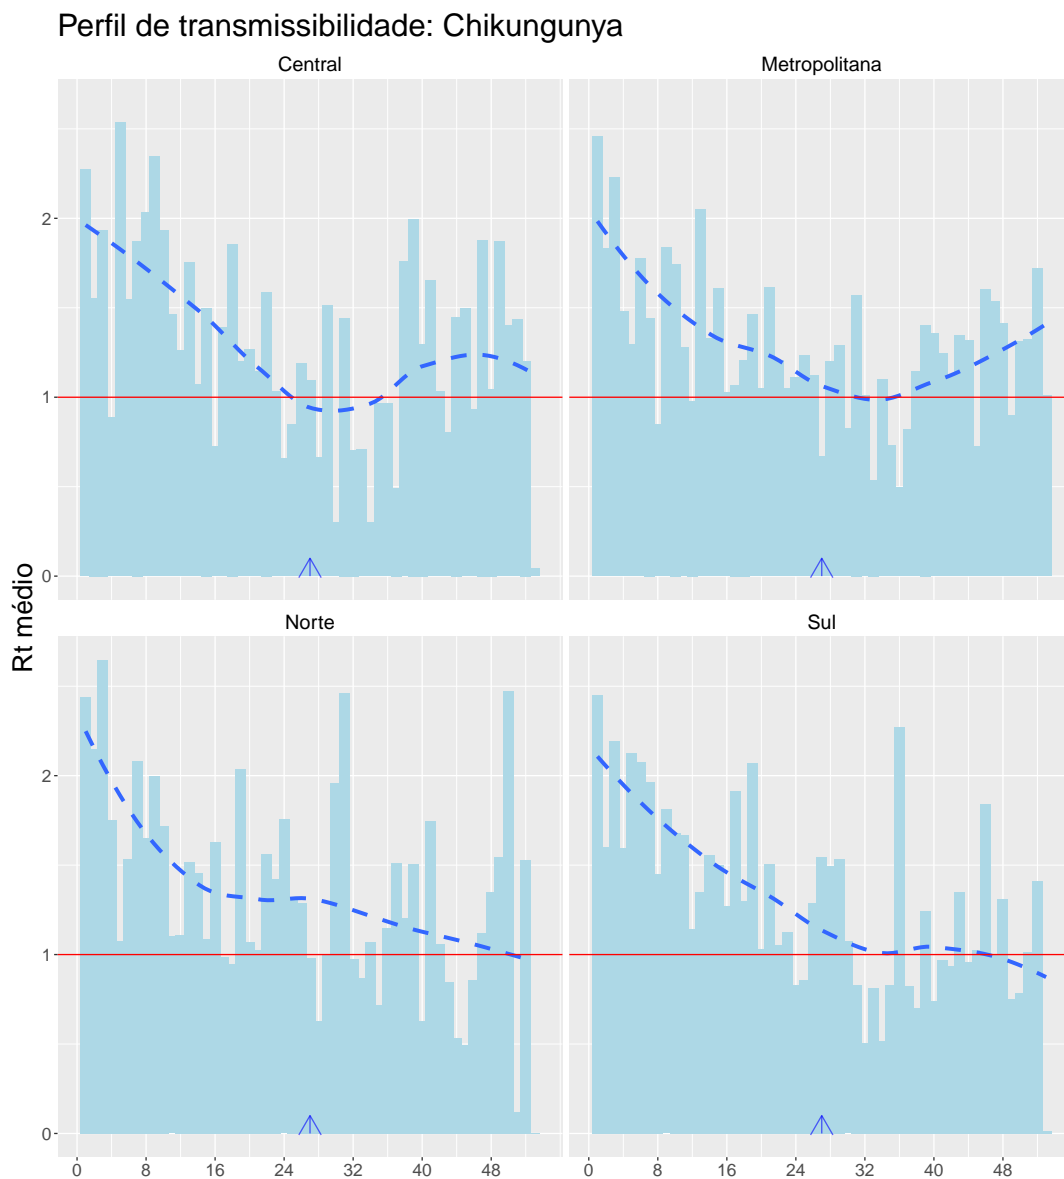 Perfil de transmissibilidade: Chikungunya
Central
Metropolitana
2
1
0
Rt médio
Norte
Sul
2
1
0
0 8 16 24 32 40 48
0 8 16 24 32 40 48